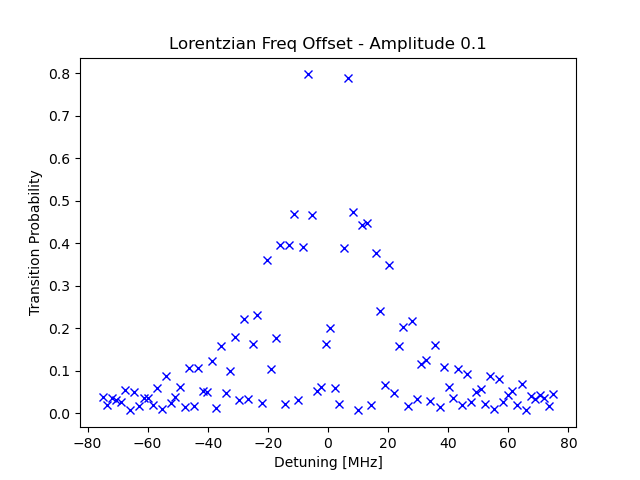 Lorentzian Freq Offset - Amplitude 0.1
Transition Probability
0.8
0.7
0.6
0.5
0.4
0.3
0.2
0.1
0.0
−80 −60 −40 −20 0 20 40 60 80
Detuning [MHz]